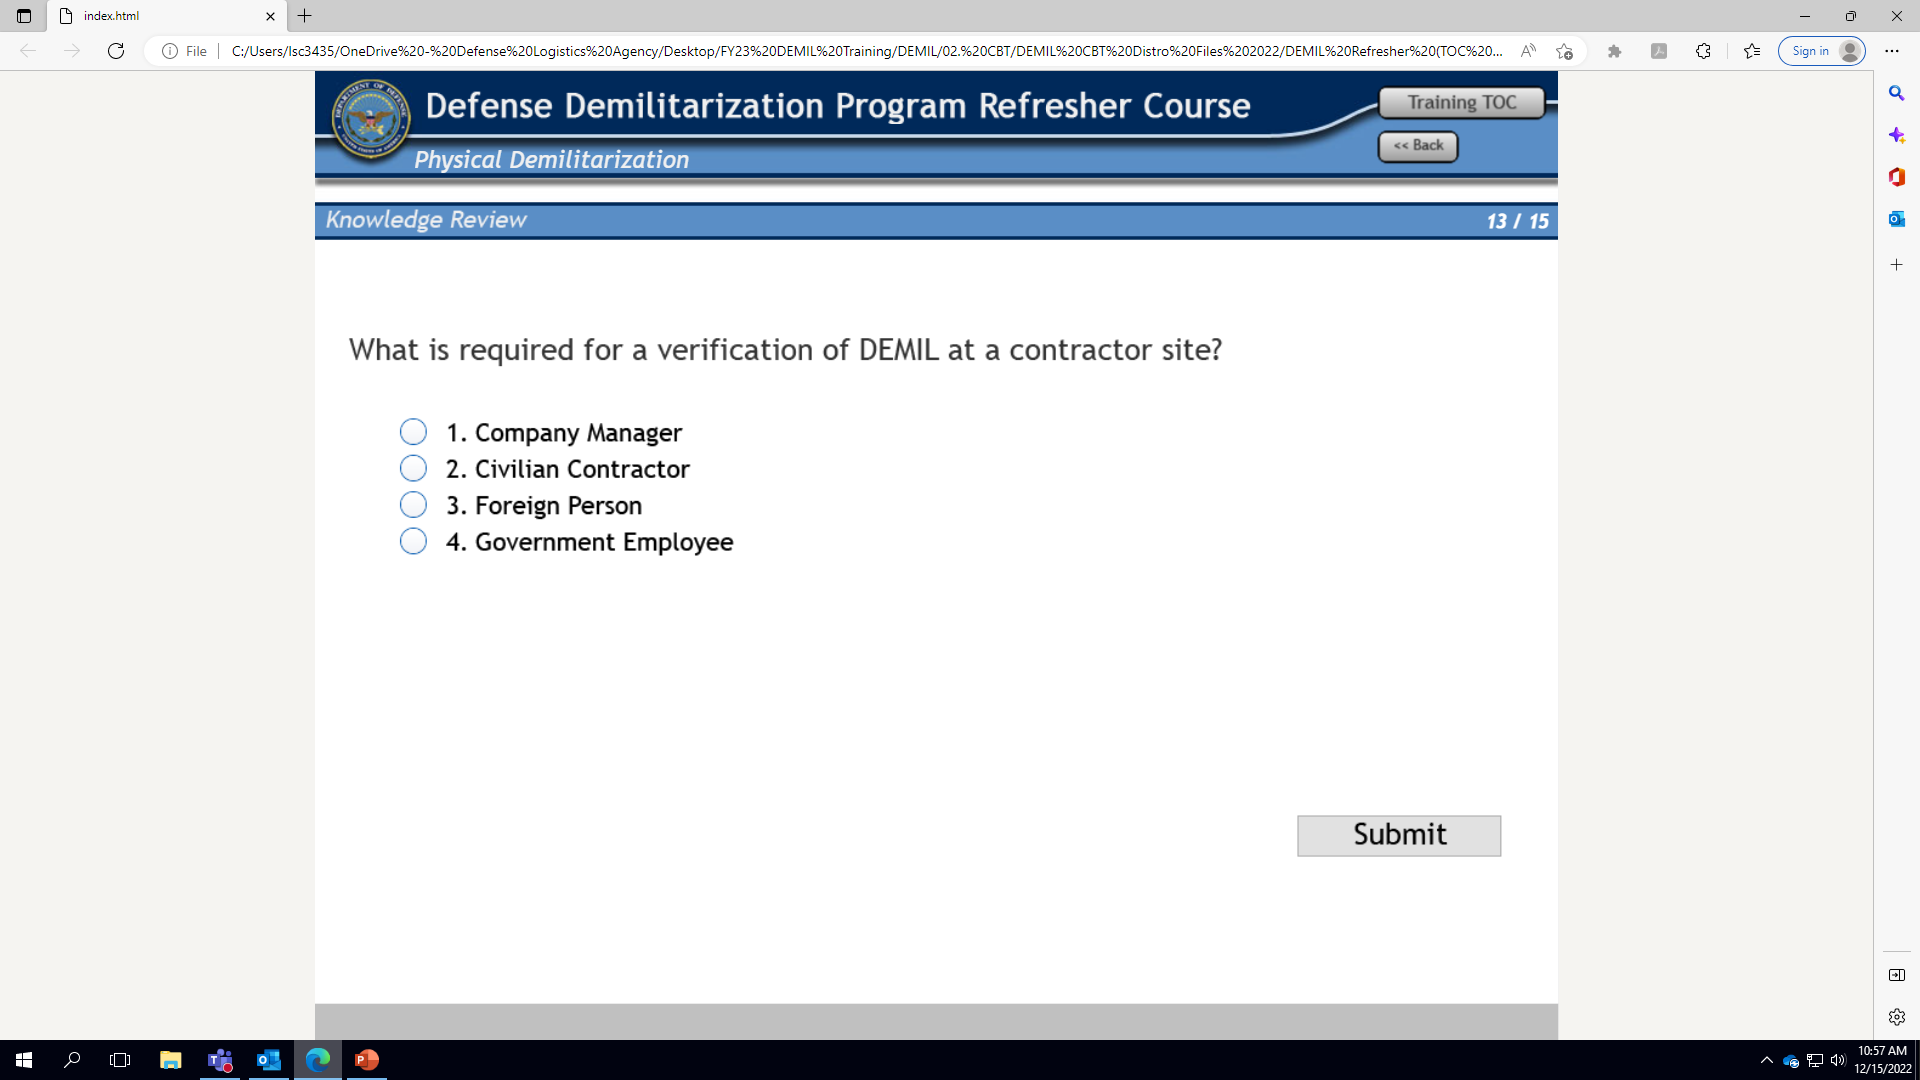 index.html
File
C:/Users/lsc3435/OneDrive%20-%20Defense%20Logistics%20Agency/Desktop/FY23%20DEMIL%20Training/DEMIL/02.%20CBT/DEMIL%20CBT%20Distro%20Files%202022/DEMIL%20Refresher%20(TOC%20...
Sign in
Defense Demilitarization Program Refresher Course
Training TOC
<< Back
Physical Demilitarization
Knowledge Review
13 / 15
What is required for a verification of DEMIL at a contractor site?
1. Company Manager
2. Civilian Contractor
3. Foreign Person
4. Government Employee
Submit
10:57 AM
12/15/2022